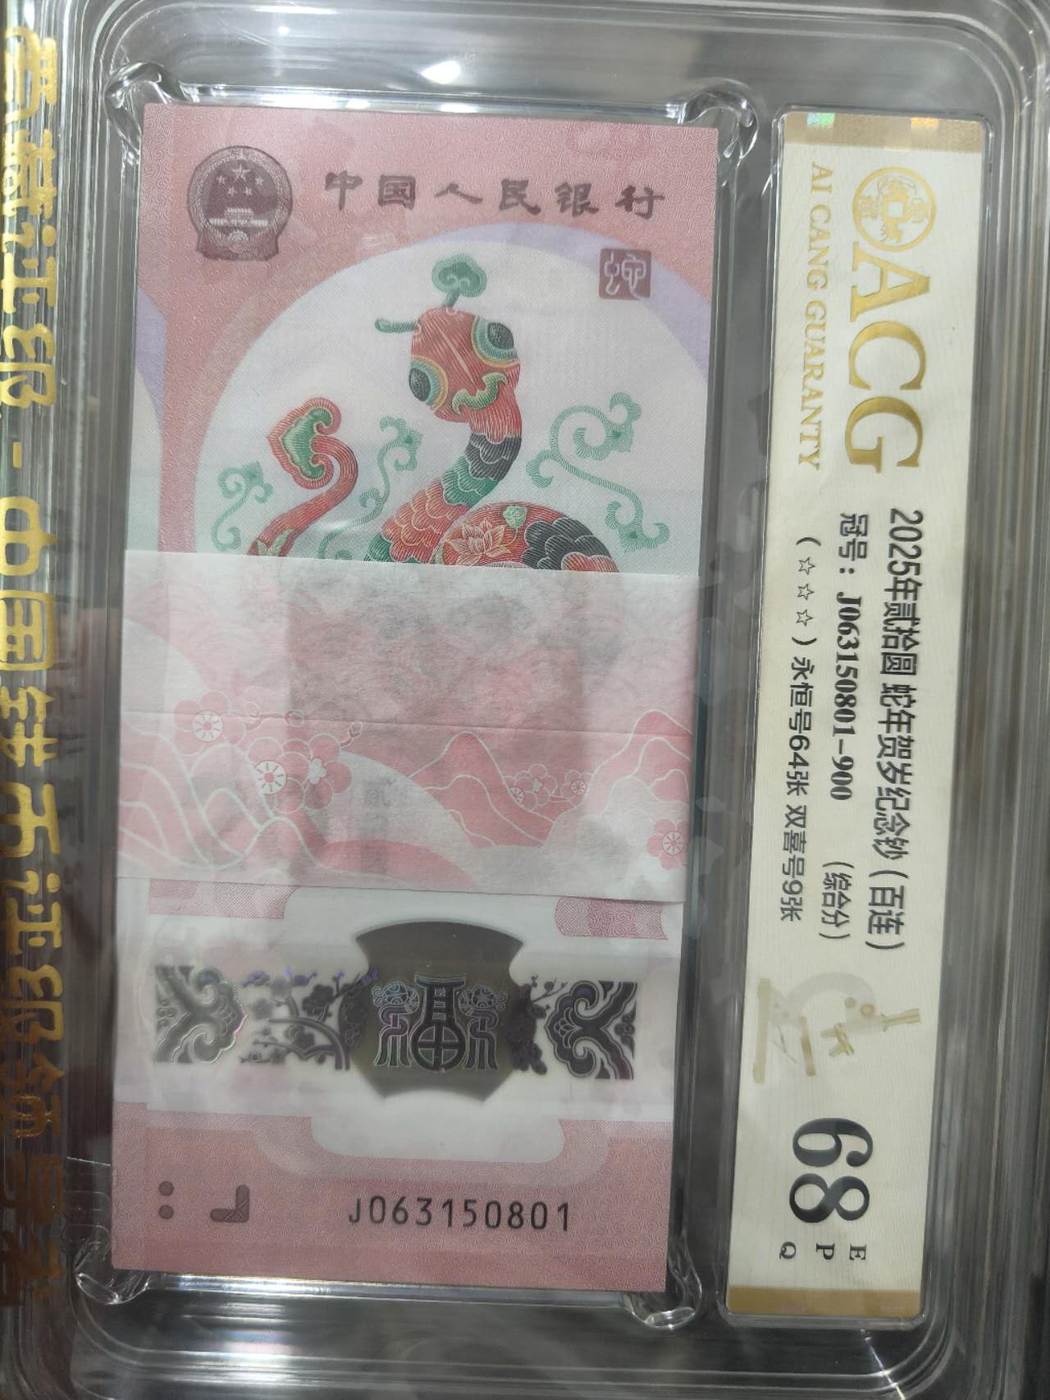 中国人民银行
蛇
J063150801
ACG
AI CANG GUARANTY
2025年贰拾圆 蛇年贺岁纪念钞（百连）
冠号：J063150801-900 （综合分）
（☆☆☆）永恒号64张 双喜号9张
68
E
P
Q